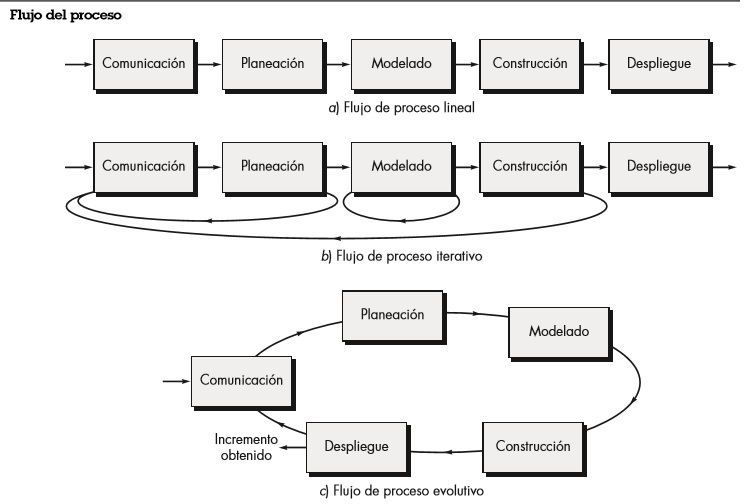 Flujo del proceso
Comunicación
Planeación
Modelado
Construcción
Despliegue
a) Flujo de proceso lineal
Comunicación
Planeación
Modelado
Construcción
Despliegue
b) Flujo de proceso iterativo
Planeación
Modelado
Comunicación
Incremento
obtenido
Despliegue
Construcción
c) Flujo de proceso evolutivo